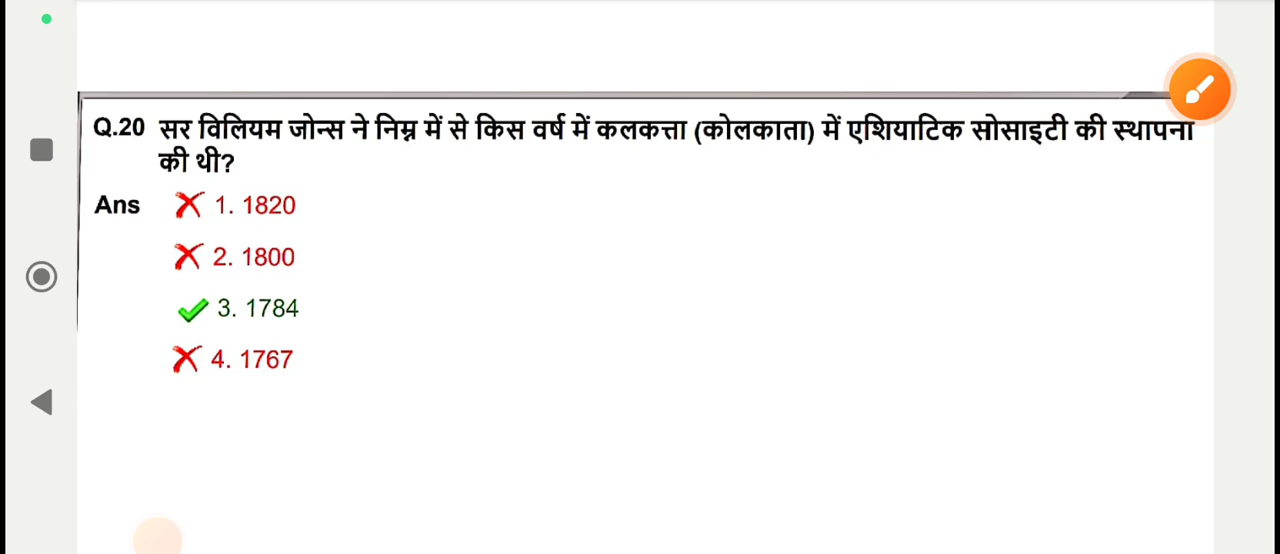 Q.20 सर विलियम जोन्स ने निम्न में से किस वर्ष में कलकत्ता (कोलकाता) में एशियाटिक सोसाइटी की स्थापना
की थी?
Ans 1. 1820
2. 1800
3. 1784
4. 1767